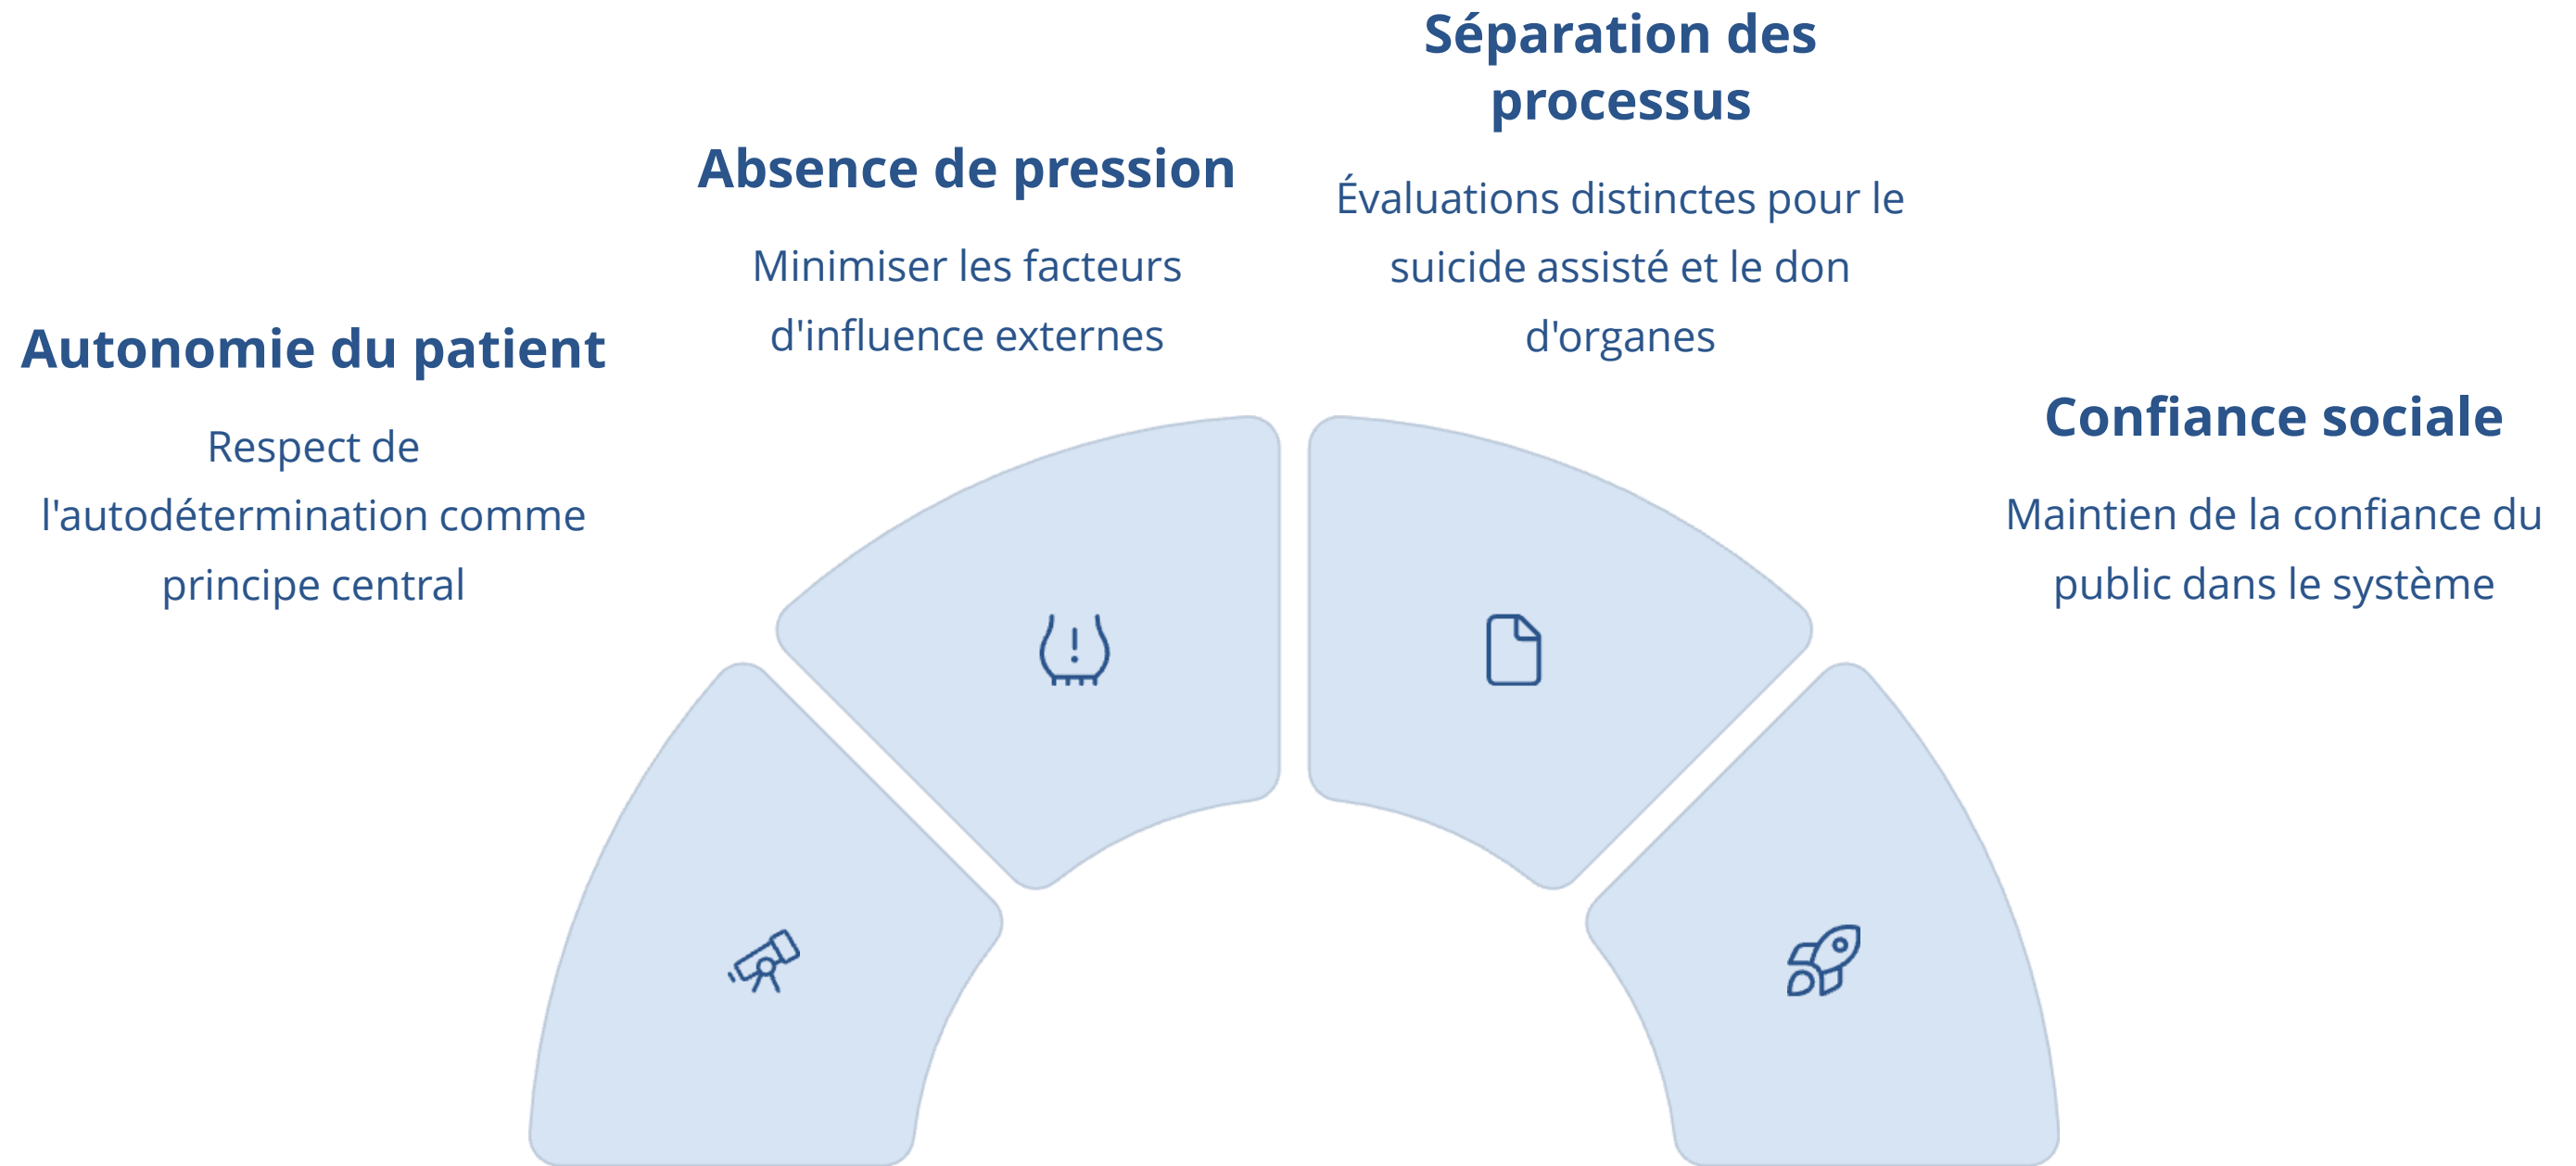 Autonomie du patient
Respect de
l'autodétermination comme
principe central
Absence de pression
Minimiser les facteurs
d'influence externes
Séparation des
processus
Évaluations distinctes pour le
suicide assisté et le don
d'organes
Confiance sociale
Maintien de la confiance du
public dans le système